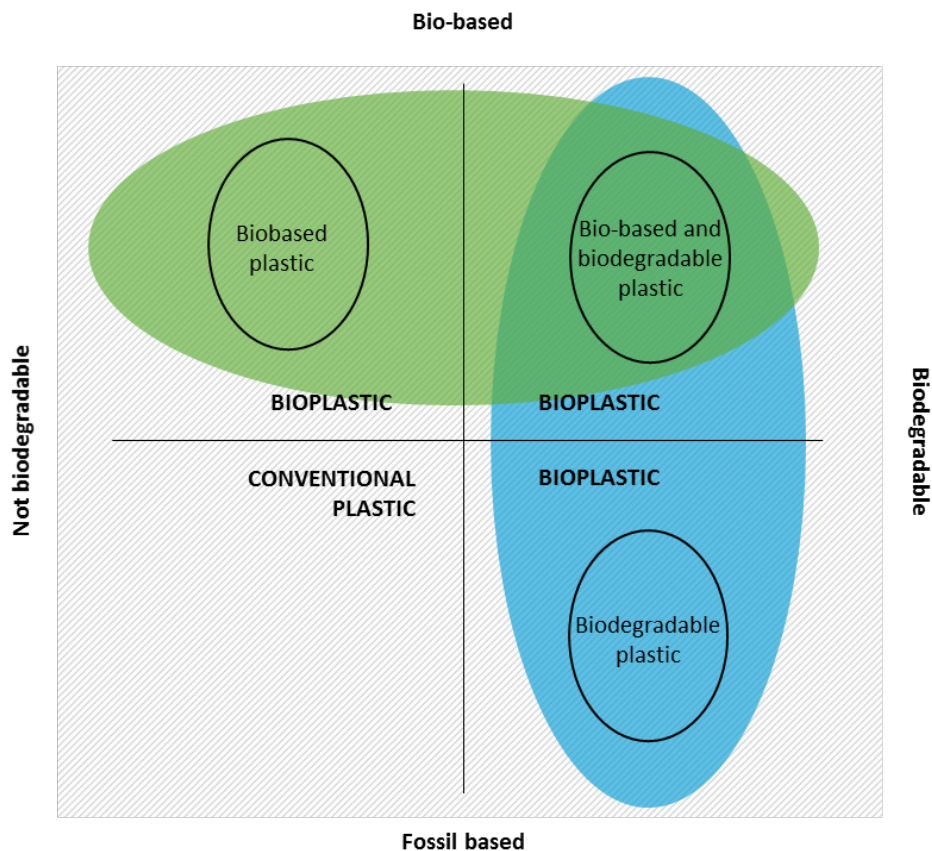 Bio-based
Biobased
plastic
Bio-based and
biodegradable
plastic
BIOPLASTIC
BIOPLASTIC
Not biodegradable
Biodegradable
CONVENTIONAL
PLASTIC
BIOPLASTIC
Biodegradable
plastic
Fossil based